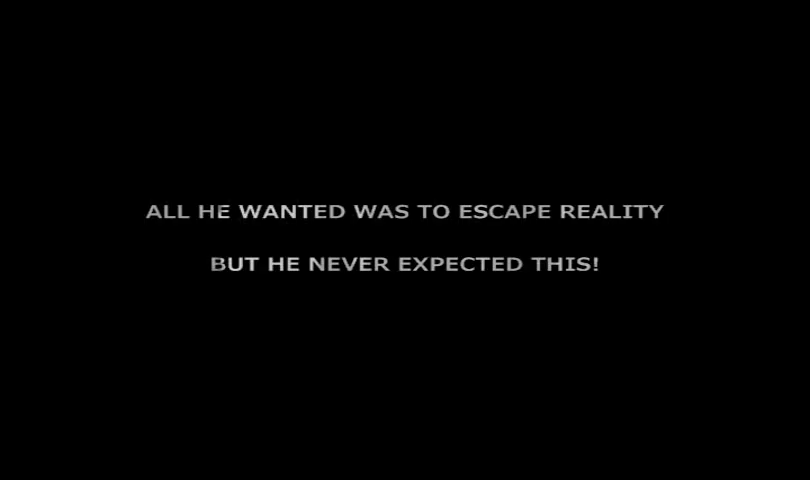 ALL HE WANTED WAS TO ESCAPE REALITY
BUT HE NEVER EXPECTED THIS!